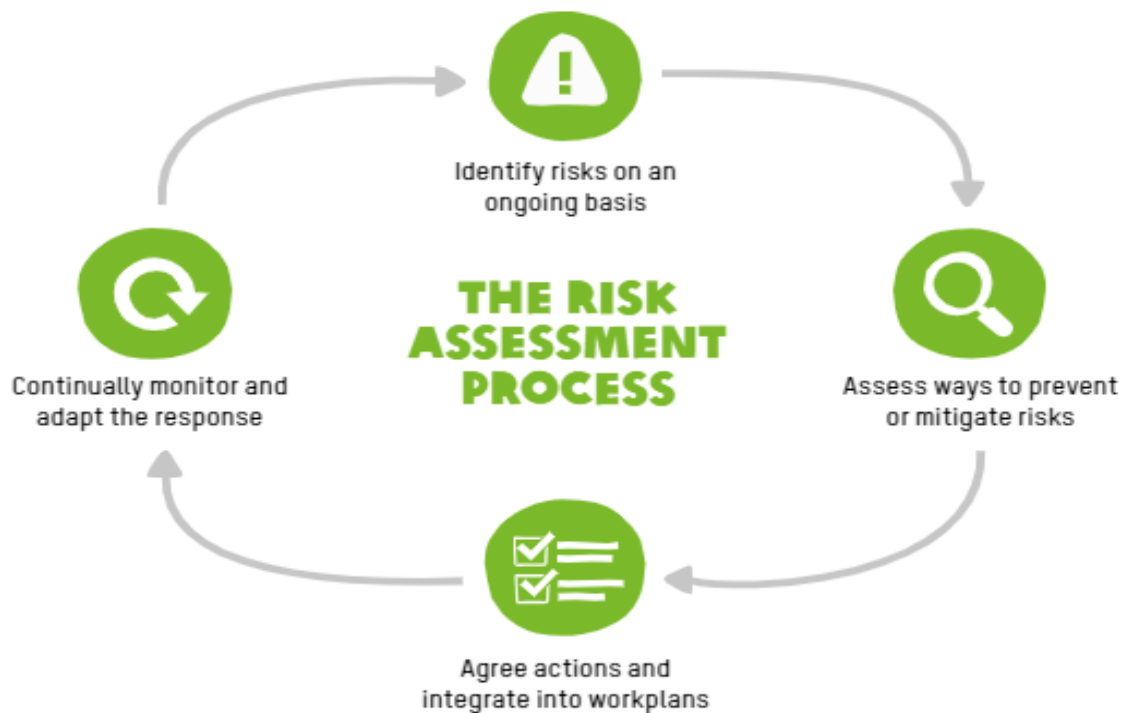 Identify risks on an
ongoing basis
THE RISK
ASSESSMENT
PROCESS
Continually monitor and
adapt the response
Assess ways to prevent
or mitigate risks
Agree actions and
integrate into workplans